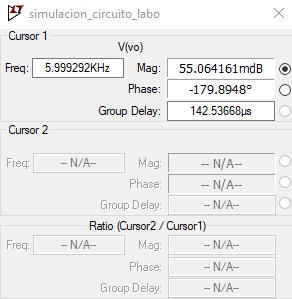 simulacion_circuito_labo
Cursor 1
V(vo)
Freq: 5.999292KHz Mag: 55.064161mdB
Phase: -179.8948°
Group Delay: 142.53668µs
Cursor 2
Freq: -- N/A-- Mag: -- N/A--
Phase: -- N/A--
Group Delay: -- N/A--
Ratio (Cursor2 / Cursor1)
Freq: -- N/A-- Mag: -- N/A--
Phase: -- N/A--
Group Delay: -- N/A--